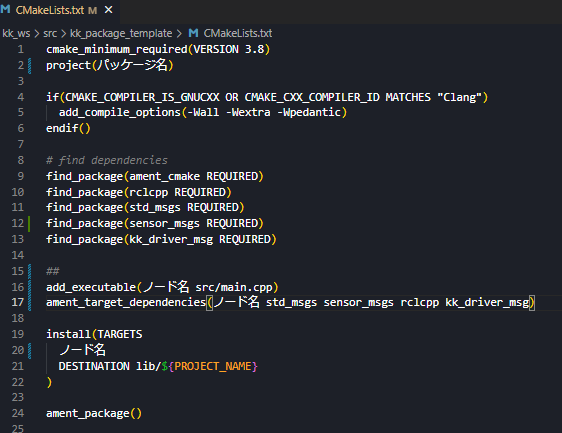 CMakeLists.txt M ×
kk_ws > src > kk_package_template > M CMakeLists.txt
1 cmake_minimum_required(VERSION 3.8)
2 project(パッケージ名)
3
4 if(CMAKE_COMPILER_IS_GNUCXX OR CMAKE_CXX_COMPILER_ID MATCHES "Clang")
5 add_compile_options(-Wall -Wextra -Wpedantic)
6 endif()
7
8 # find dependencies
9 find_package(ament_cmake REQUIRED)
10 find_package(rclcpp REQUIRED)
11 find_package(std_msgs REQUIRED)
12 find_package(sensor_msgs REQUIRED)
13 find_package(kk_driver_msg REQUIRED)
14
15 ##
16 add_executable(ノード名 src/main.cpp)
17 ament_target_dependencies(ノード名 std_msgs sensor_msgs rclcpp kk_driver_msg)
18
19 install(TARGETS
20 ノード名
21 DESTINATION lib/${PROJECT_NAME}
22 )
23
24 ament_package()
25